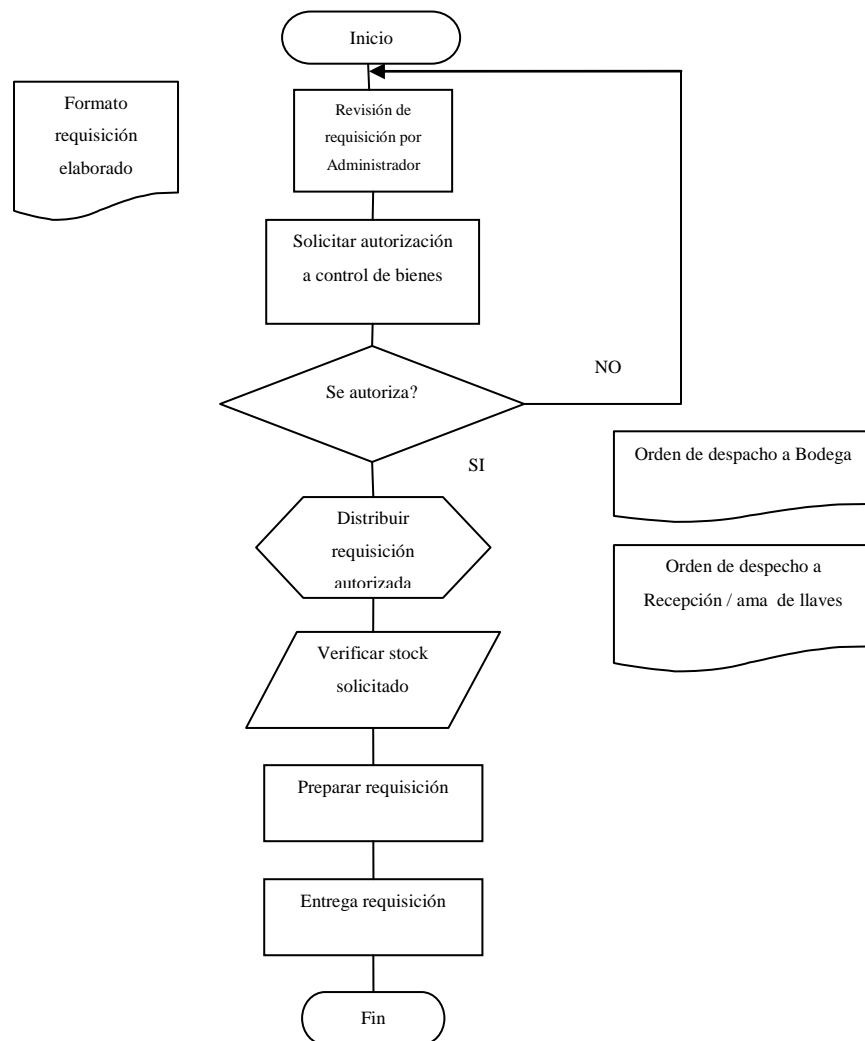 Inicio
Formato
requisición
elaborado
Revisión de
requisición por
Administrador
Solicitar autorización
a control de bienes
Se autoriza?
NO
SI
Orden de despacho a Bodega
Distribuir
requisición
autorizada
Orden de despecho a
Recepción / ama de llaves
Verificar stock
solicitado
Preparar requisición
Entrega requisición
Fin